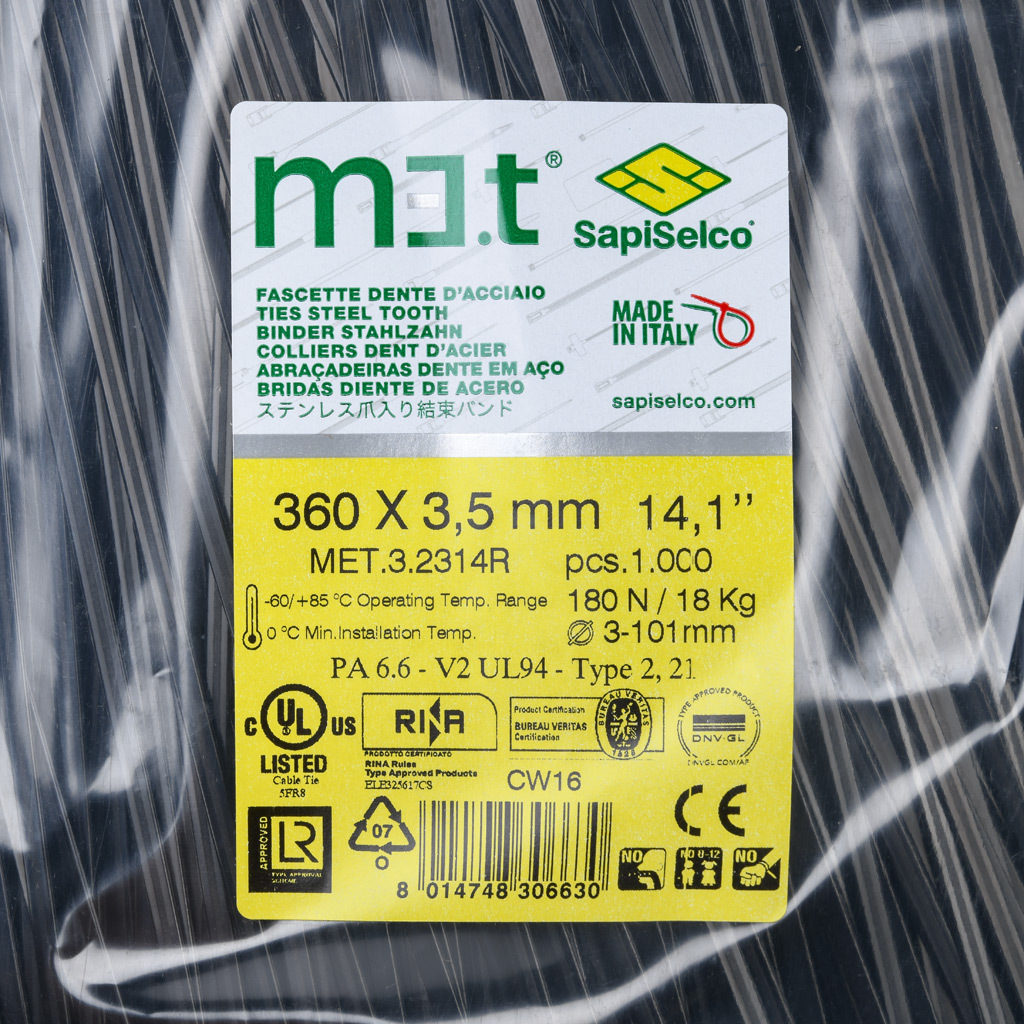 mE.t®
SapiSelco®
FASCETTE DENTE D'ACCIAIO
TIES STEEL TOOTH
BINDER STAHLZAHN
COLLIERS DENT D'ACIER
ABRAÇADEIRAS DENTE EM AÇO
BRIDAS DIENTE DE ACERO
ステンレス爪入り結束バンド
MADE
IN ITALY
sapiselco.com
360 X 3,5 mm 14,1’’
MET.3.2314R pcs.1.000
-60/+85 °C Operating Temp. Range 180 N / 18 Kg
0 °C Min.Installation Temp. 3-101mm
PA 6.6 - V2 UL94 - Type 2, 21
C UL US
LISTED
Cable Tie
5FR8
RINA
PRODOTTO CERTIFICATO
RINA Rules
Type Approved Products
ELE325617CS
Product Certification
BUREAU VERITAS
Certification
BUREAU VERITAS
1828
TYPE APPROVED PRODUCT
DNV·GL
DNVGL.COM/AF
CW16
APPROVED
LR
TYPE APPROVAL
SCHEME
07
CE
8 014748 306630
NO
NO 0-12
NO